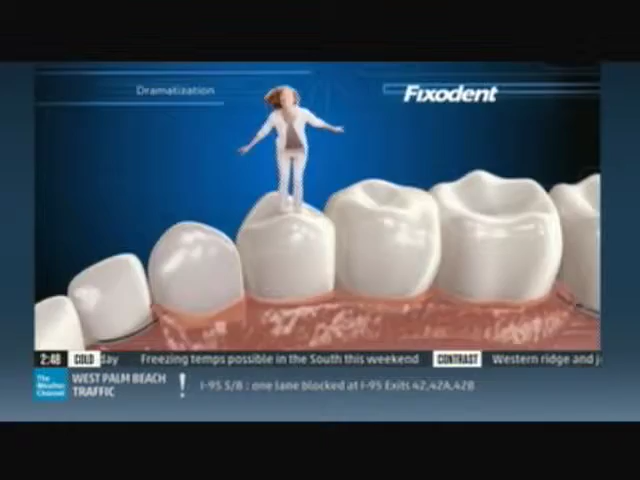 Dramatization
Fixodent
2:48 COLD day Freezing temps possible in the South this weekend CONTRAST Western ridge and j
The Weather Channel
WEST PALM BEACH
TRAFFIC
! I-95 S/B : one lane blocked at I-95 Exits 42,42A,42B